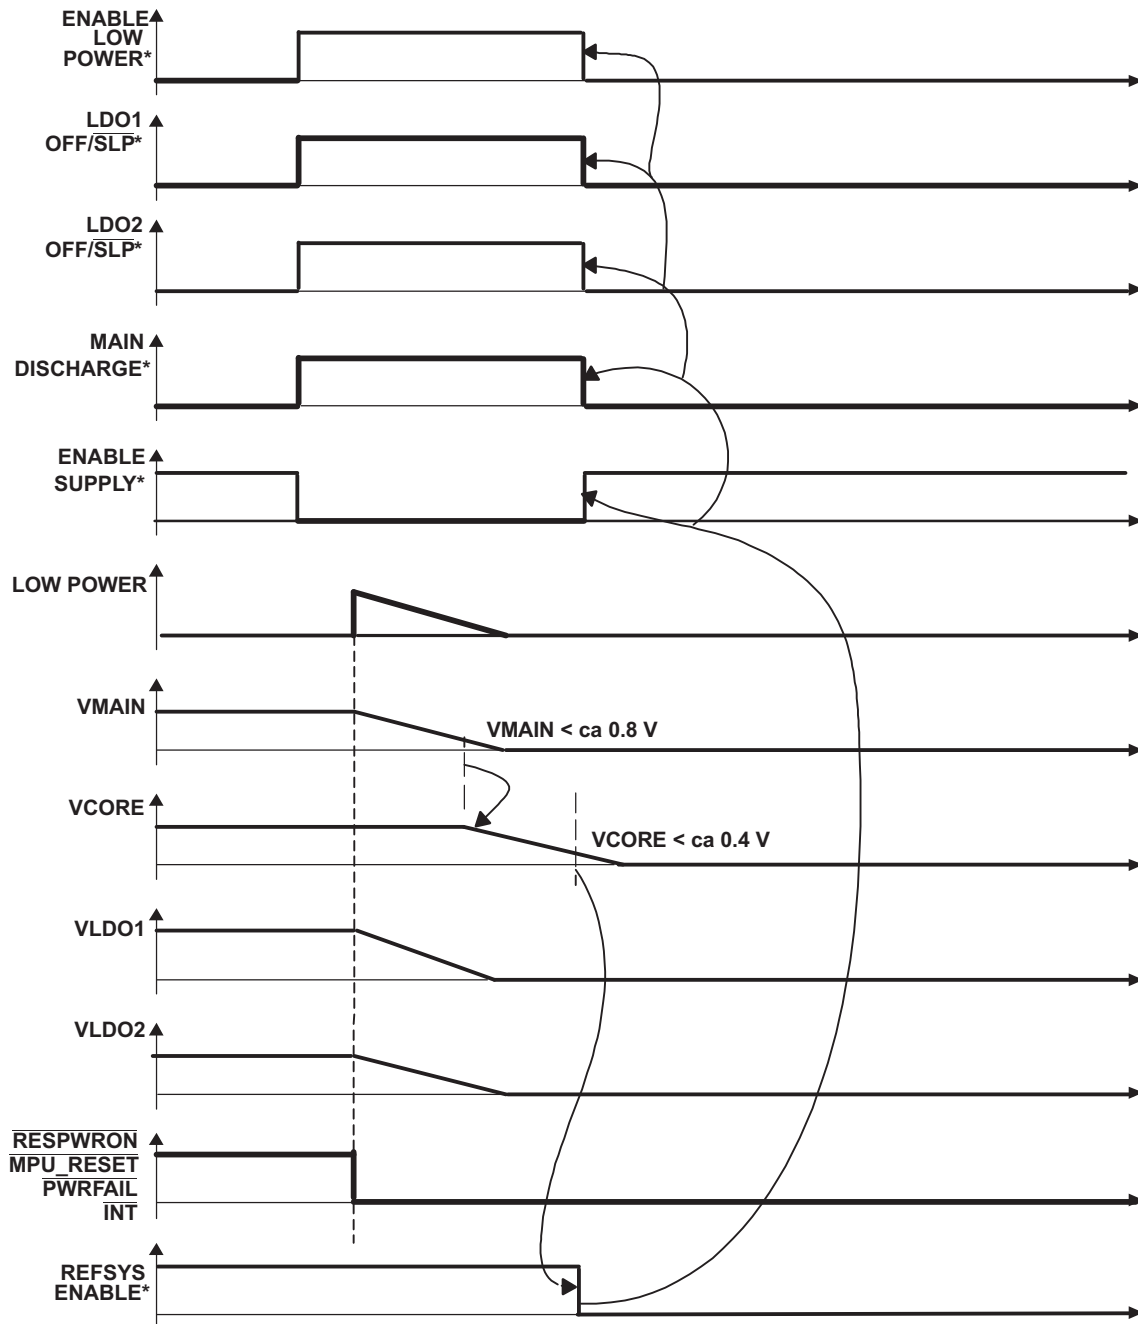 ENABLE
LOW
POWER*
LDO1
OFF/SLP*
LDO2
OFF/SLP*
MAIN
DISCHARGE*
ENABLE
SUPPLY*
LOW POWER
VMAIN
VMAIN < ca 0.8 V
VCORE
VCORE < ca 0.4 V
VLDO1
VLDO2
RESPWRON
MPU_RESET
PWRFAIL
INT
REFSYS
ENABLE*